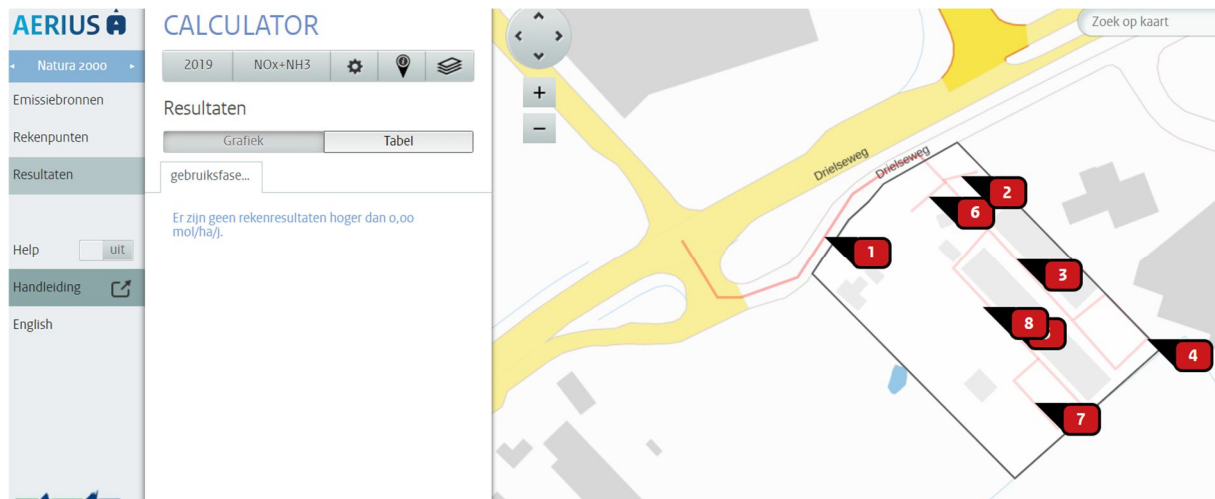 AERIUS
CALCULATOR
Natura 2000
2019
NOx+NH3
Emissiebronnen
Rekenpunten
Resultaten
Help
uit
Handleiding
English
Resultaten
Grafiek
Tabel
gebruiksfase...
Er zijn geen rekenresultaten hoger dan 0,00
mol/ha/j.
Zoek op kaart
+
−
Drielseweg
Drielseweg
2
6
1
3
8
4
7